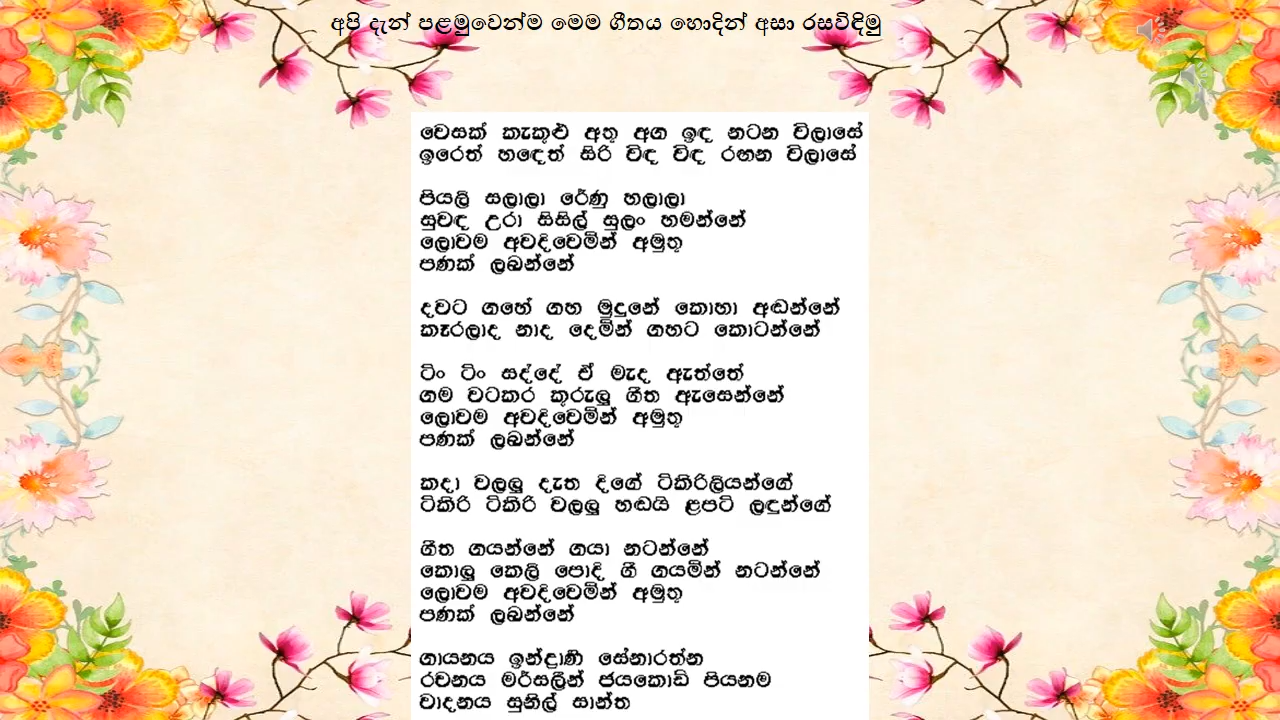 අපි දැන් පළමුවෙන්ම මෙම ගීතය හොදින් අසා රසවිඳිමු
වෙසක් කැකුළු අතු අග ඉඳ නටන විලාසේ
ඉරෙන් හඳෙන් සිරි විඳ විඳ රඟන විලාසේ
පියලි සලාලා රේණු හලාලා
සුවඳ උරා සිසිල් සුලං හමන්නේ
ලොවම අවදිවෙමින් අමුතු
පණක් ලබන්නේ
දවට ගහේ ගහ මුදුනේ කොහා අඬන්නේ
කෑරලාද නාද දෙමින් ගහට කොටන්නේ
ටිං ටිං සද්දේ ඒ මැද ඇත්තේ
ගම වටකර කුරුලු ගීත ඇසෙන්නේ
ලොවම අවදිවෙමින් අමුතු
පණක් ලබන්නේ
කදා වලලු දැත දිගේ ටිකිරිලියන්ගේ
ටිකිරි ටිකිරි වලලු හඬයි ළපටි ලඳුන්ගේ
ගීත ගයන්නේ ගයා නටන්නේ
කොලු කෙලි පොදි ගී ගයමින් නටන්නේ
ලොවම අවදිවෙමින් අමුතු
පණක් ලබන්නේ
ගායනය ඉන්ද්‍රාණී සේනාරත්න
රචනය මර්සලීන් ජයකොඩි පියනම
වාදනය සුනිල් සාන්ත